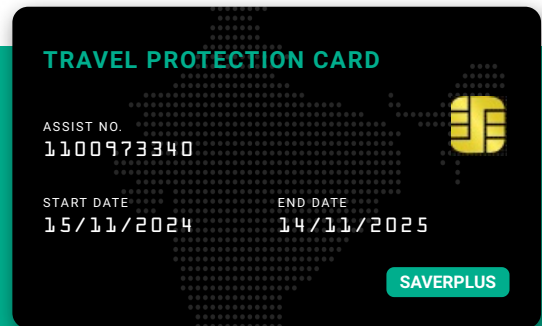 TRAVEL PROTECTION CARD
ASSIST NO.
1100973340
START DATE
15/11/2024
END DATE
14/11/2025
SAVERPLUS